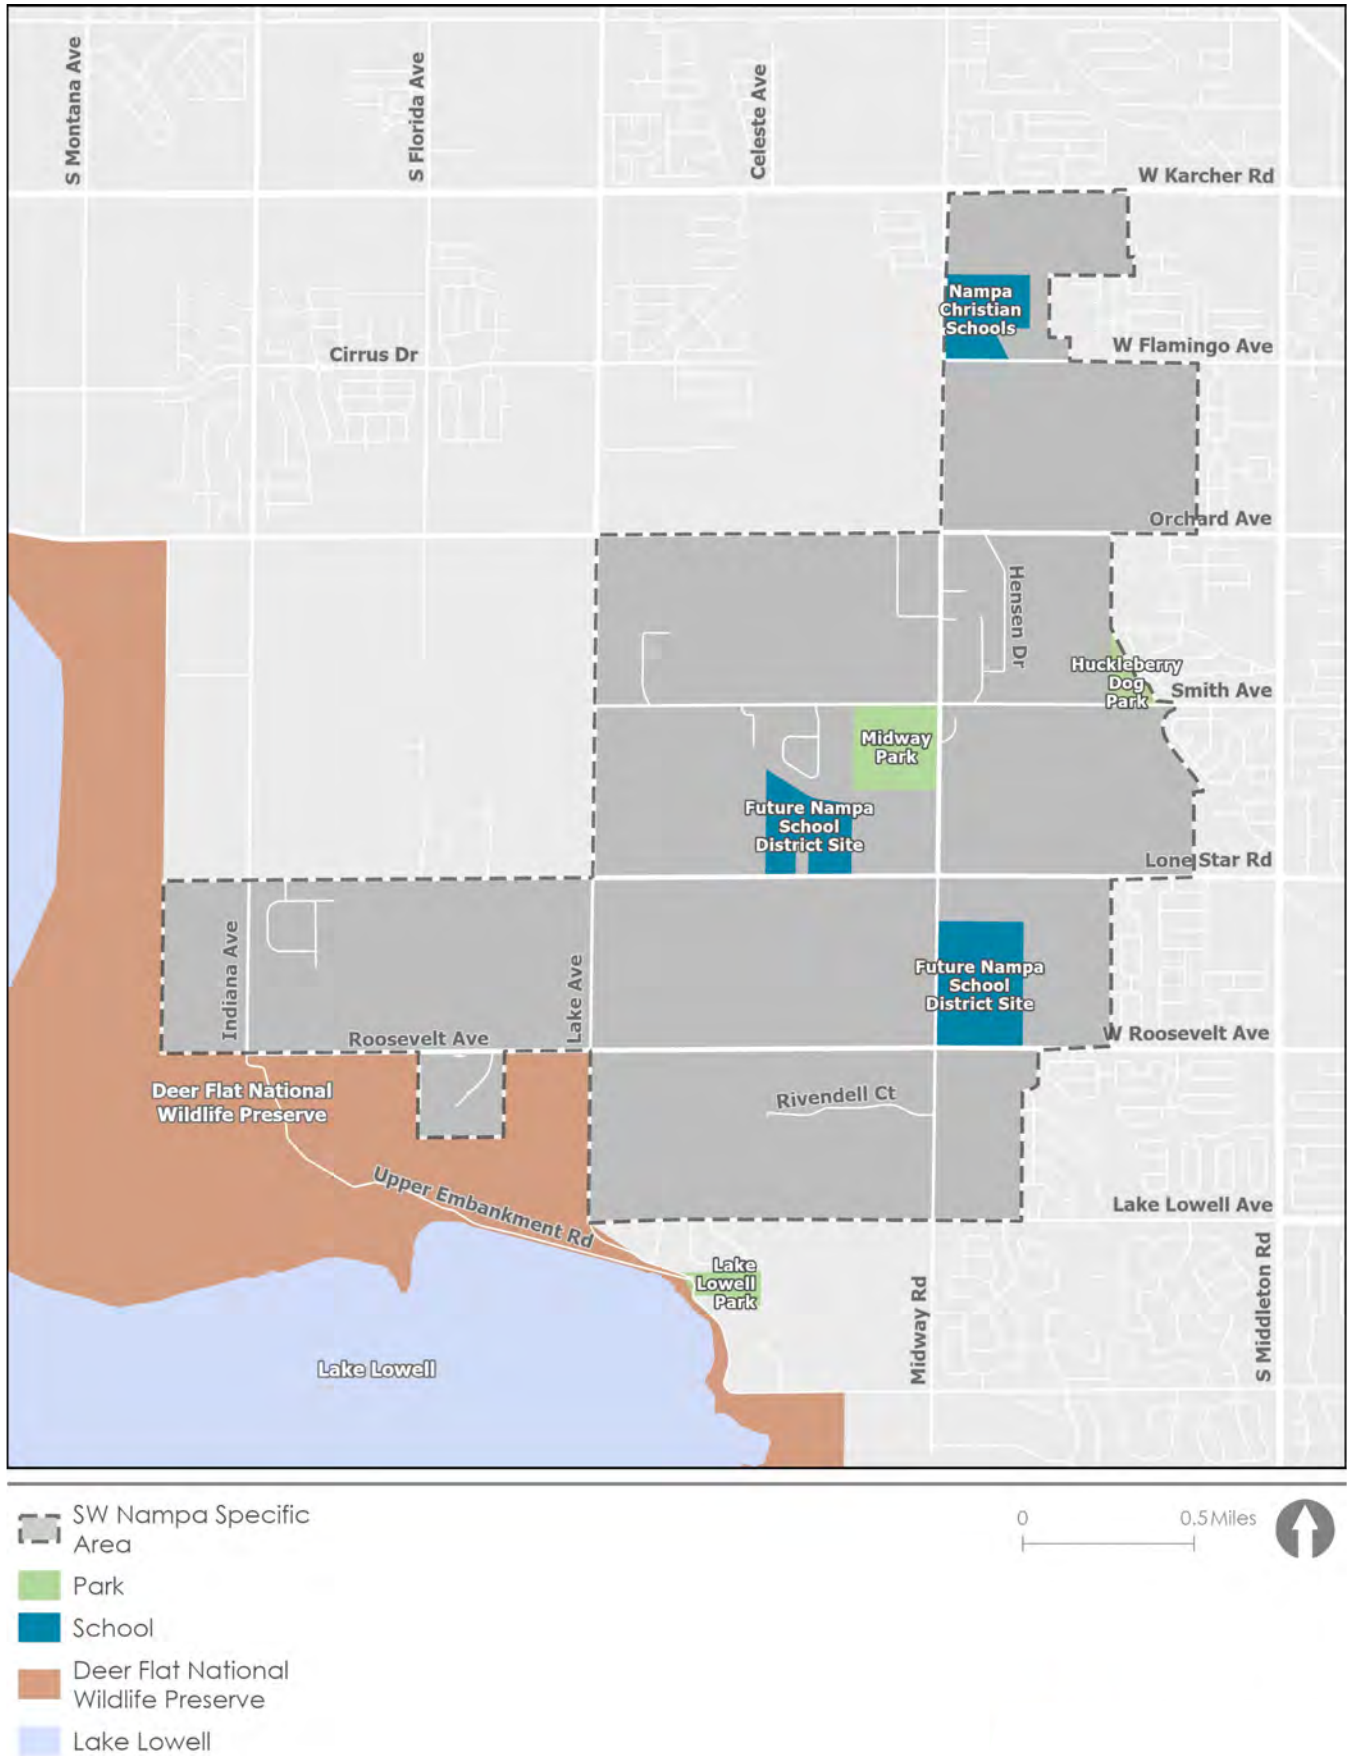 S Montana Ave
S Florida Ave
Celeste Ave
W Karcher Rd
Nampa
Christian
Schools
Cirrus Dr
W Flamingo Ave
Orchard Ave
Hensen Dr
Huckleberry
Dog
Park
Smith Ave
Midway
Park
Future Nampa
School
District Site
Lone Star Rd
Indiana Ave
Lake Ave
Future Nampa
School
District Site
Roosevelt Ave
W Roosevelt Ave
Deer Flat National
Wildlife Preserve
Rivendell Ct
Upper Embankment Rd
Lake Lowell Ave
Lake
Lowell
Park
Midway Rd
S Middleton Rd
Lake Lowell
SW Nampa Specific
Area
Park
School
Deer Flat National
Wildlife Preserve
Lake Lowell
0 0.5 Miles